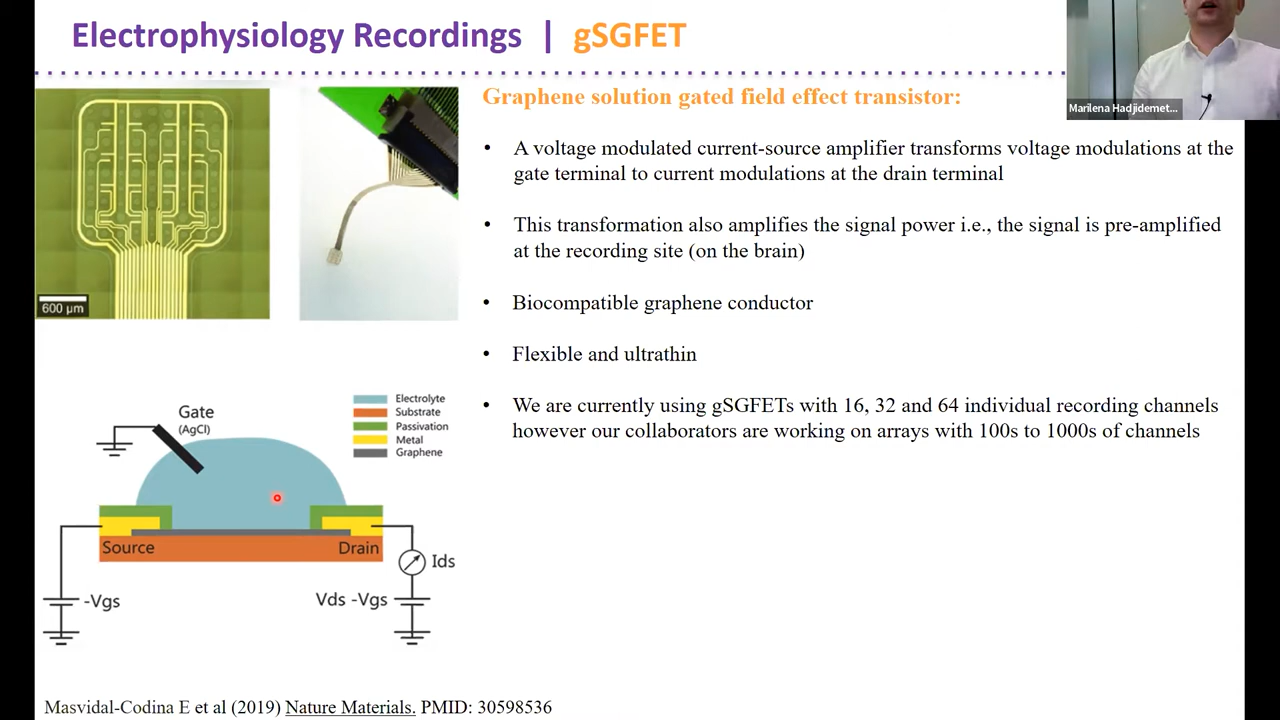 Electrophysiology Recordings | gSGFET
Marilena Hadjidemet...
Graphene solution gated field effect transistor:
• A voltage modulated current-source amplifier transforms voltage modulations at the
gate terminal to current modulations at the drain terminal
• This transformation also amplifies the signal power i.e., the signal is pre-amplified
at the recording site (on the brain)
• Biocompatible graphene conductor
• Flexible and ultrathin
• We are currently using gSGFETs with 16, 32 and 64 individual recording channels
however our collaborators are working on arrays with 100s to 1000s of channels
600 μm
Gate
(AgCl)
Electrolyte
Substrate
Passivation
Metal
Graphene
Source
Drain
Ids
-Vgs
Vds -Vgs
Masvidal-Codina E et al (2019) Nature Materials. PMID: 30598536